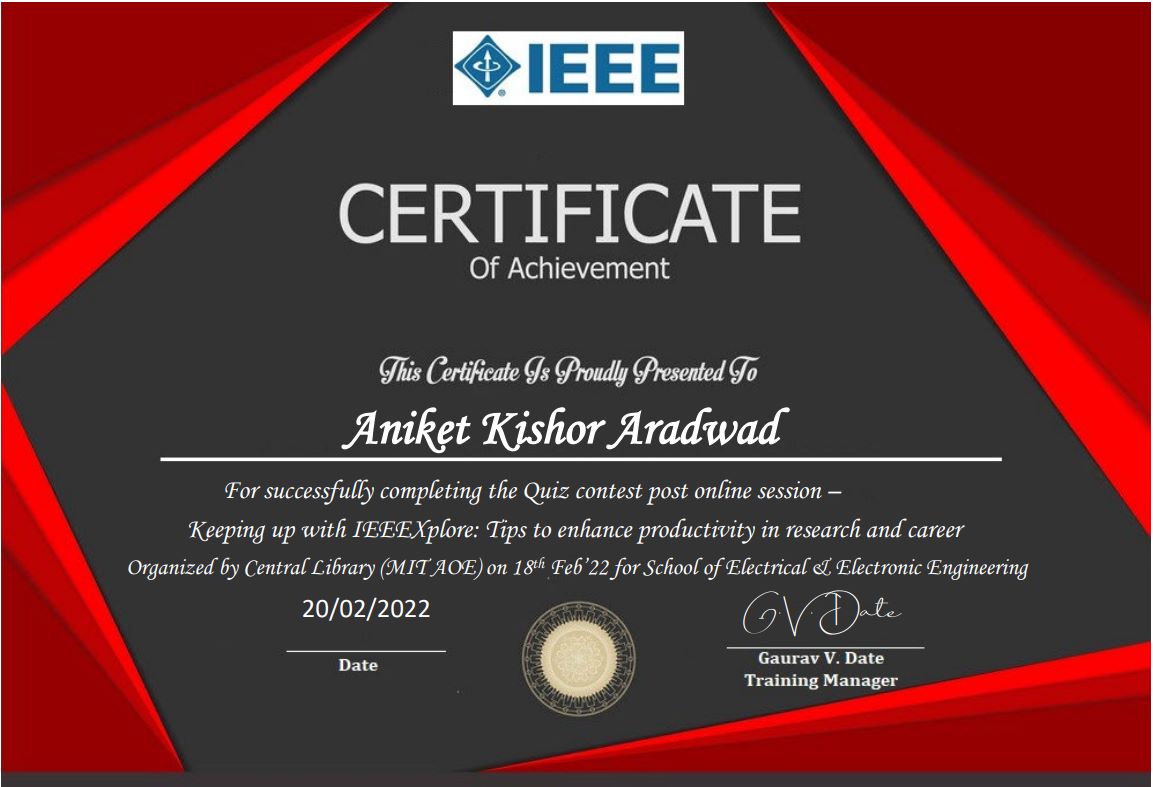 IEEE
CERTIFICATE
Of Achievement
This Certificate Is Proudly Presented To
Aniket Kishor Aradwad
For successfully completing the Quiz contest post online session –
Keeping up with IEEEXplore: Tips to enhance productivity in research and career
Organized by Central Library (MIT AOE) on 18th Feb'22 for School of Electrical & Electronic Engineering
20/02/2022
Date
G.V. Date
Gaurav V. Date
Training Manager